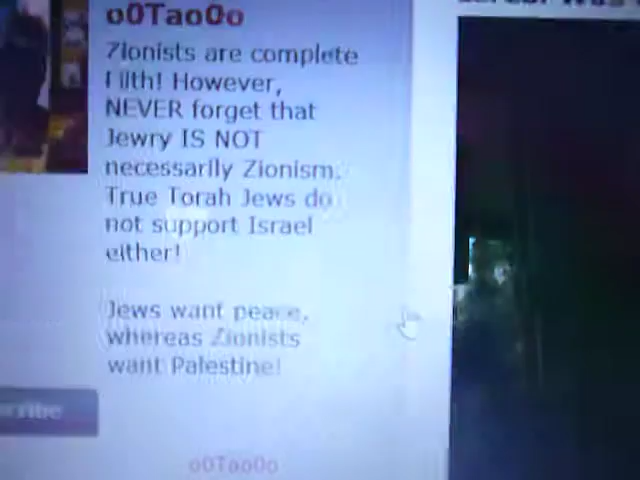 o0Tao0o
Zionists are complete
Filth! However,
NEVER forget that
Jewry IS NOT
necessarily Zionism.
True Torah Jews do
not support Israel
either!
Jews want peace,
whereas Zionists
want Palestine!
o0Tao0o